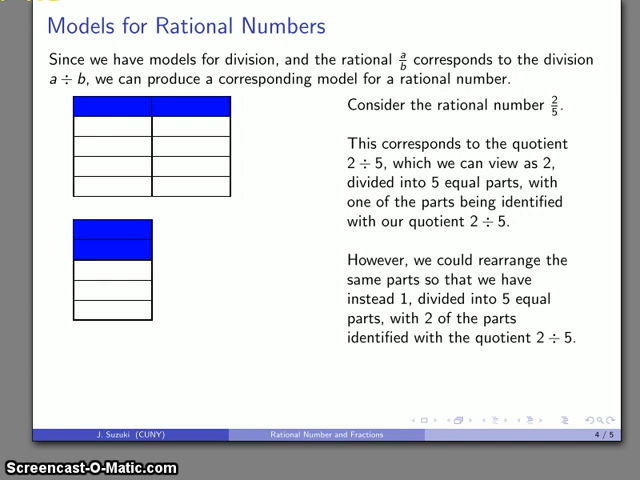 Models for Rational Numbers
Since we have models for division, and the rational a/b corresponds to the division
a ÷ b, we can produce a corresponding model for a rational number.
Consider the rational number 2/5.
This corresponds to the quotient
2 ÷ 5, which we can view as 2,
divided into 5 equal parts, with
one of the parts being identified
with our quotient 2 ÷ 5.
However, we could rearrange the
same parts so that we have
instead 1, divided into 5 equal
parts, with 2 of the parts
identified with the quotient 2 ÷ 5.
J. Suzuki (CUNY)
Rational Number and Fractions
4 / 5
Screencast-O-Matic.com